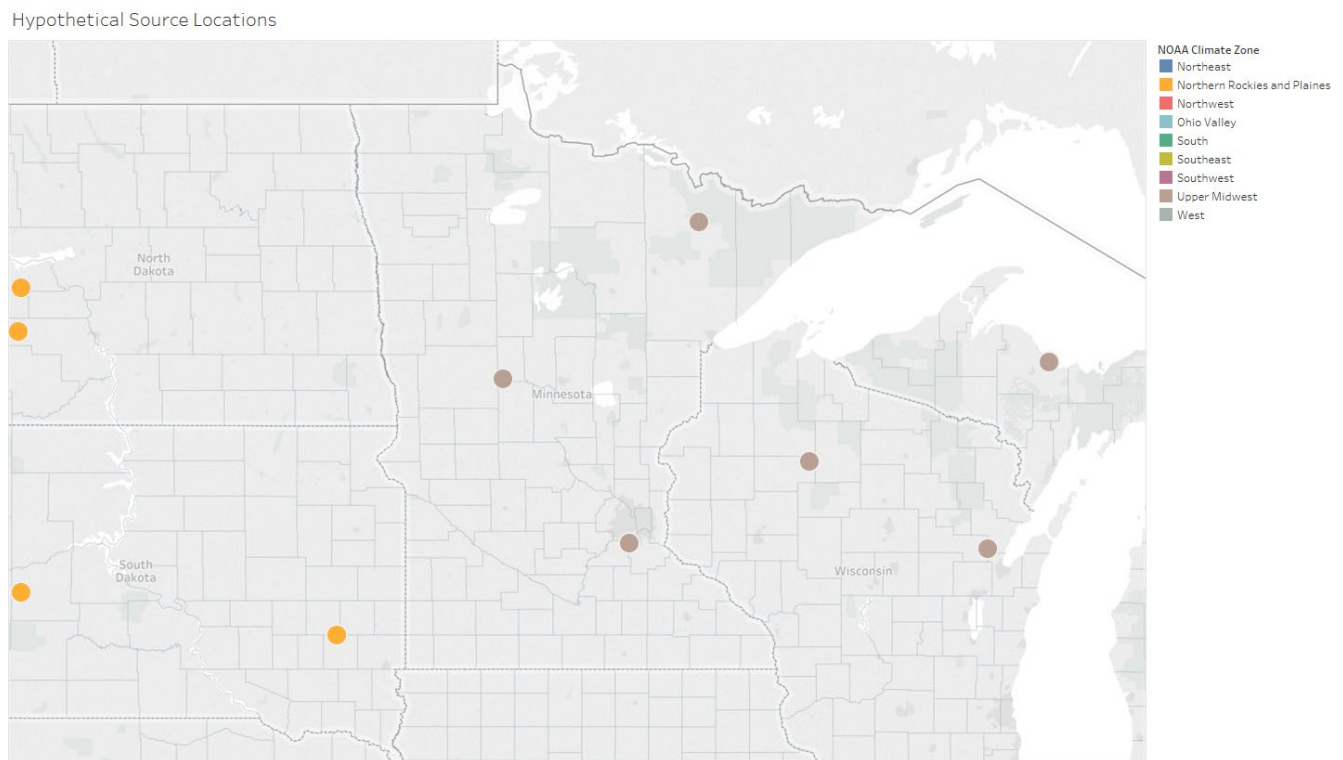 Hypothetical Source Locations
NOAA Climate Zone
Northeast
Northern Rockies and Plaines
Northwest
Ohio Valley
South
Southeast
Southwest
Upper Midwest
West
North
Dakota
Minnesota
South
Dakota
Wisconsin